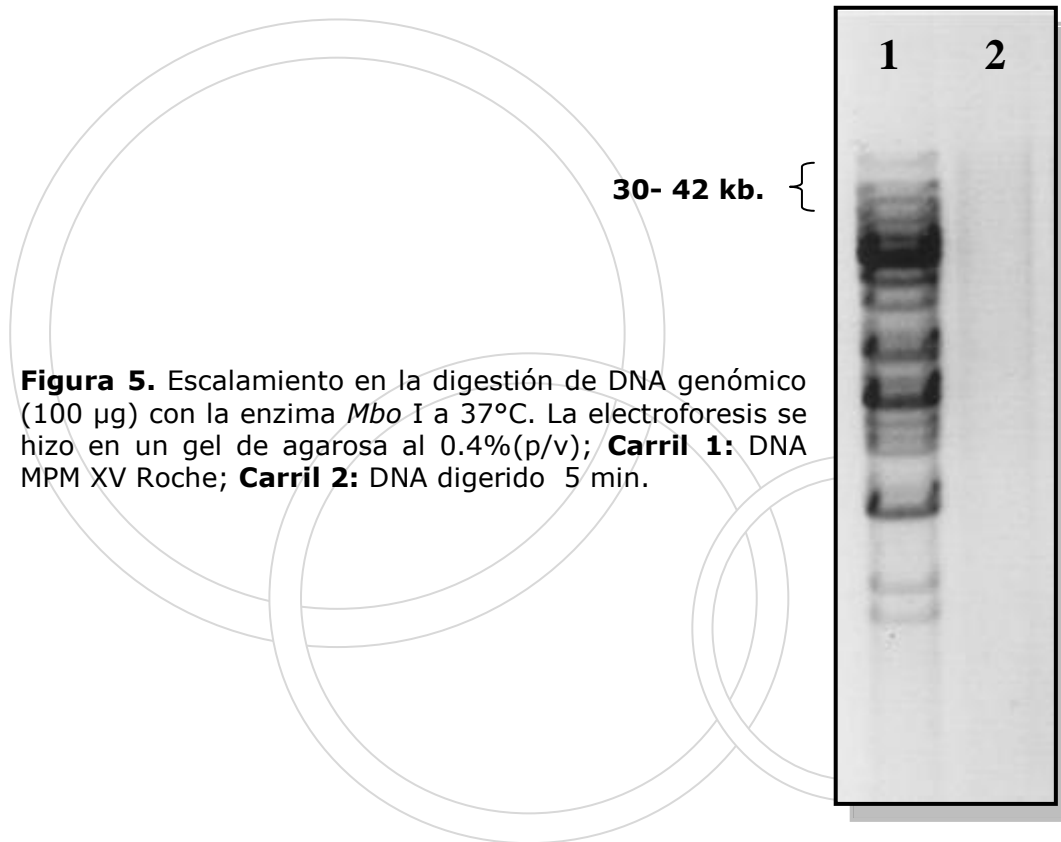 1 2
30- 42 kb.
Figura 5. Escalamiento en la digestión de DNA genómico
(100 µg) con la enzima Mbo I a 37°C. La electroforesis se
hizo en un gel de agarosa al 0.4%(p/v); Carril 1: DNA
MPM XV Roche; Carril 2: DNA digerido 5 min.